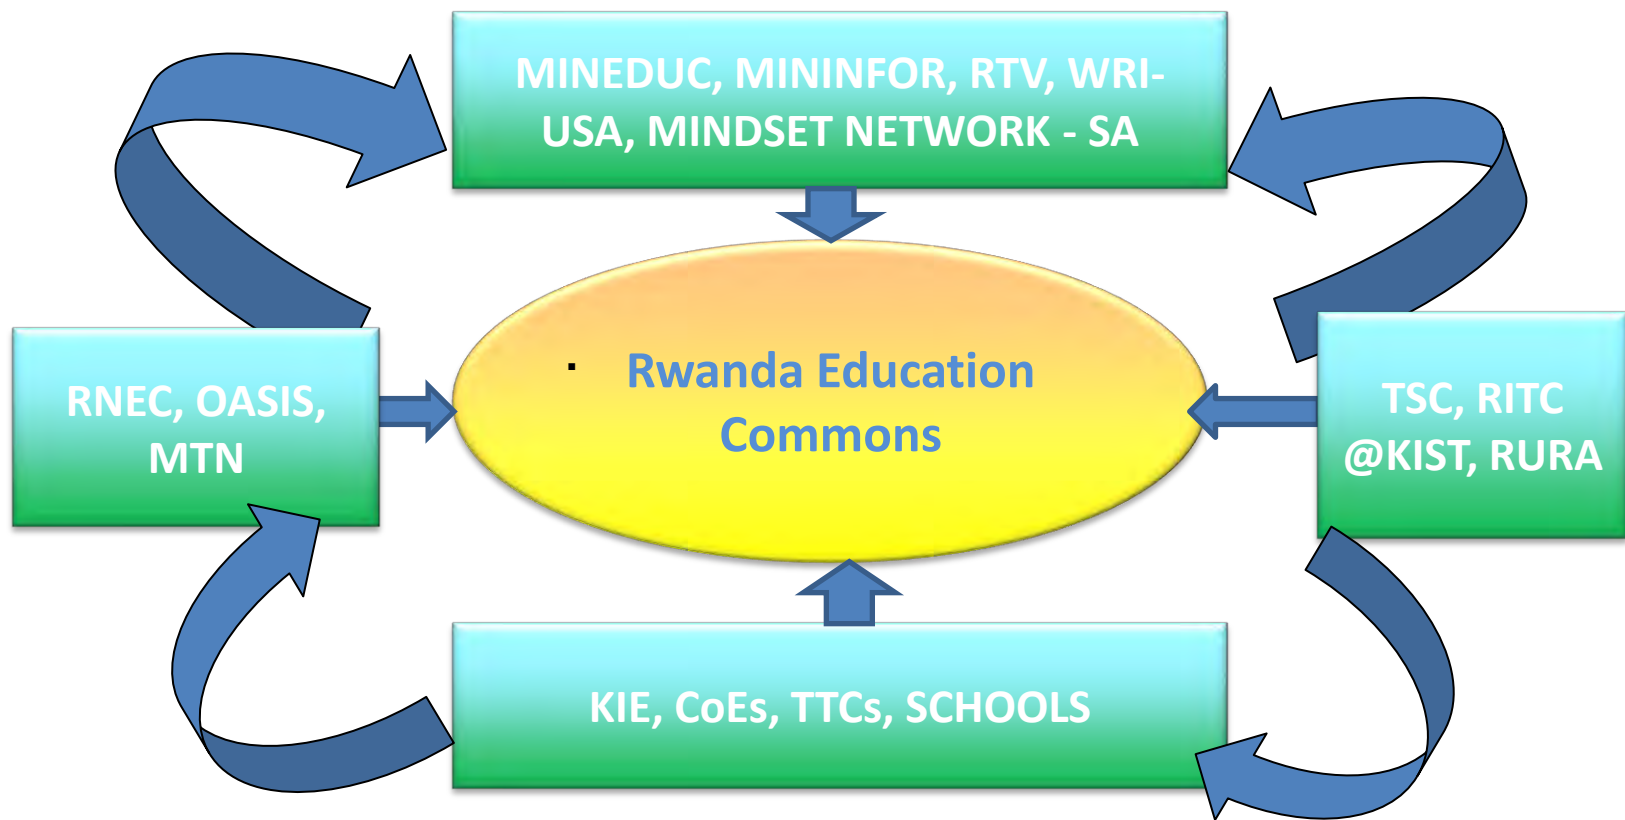 MINEDUC, MININFOR, RTV, WRI-
USA, MINDSET NETWORK - SA
RNEC, OASIS,
MTN
▪ Rwanda Education
Commons
TSC, RITC
@KIST, RURA
KIE, CoEs, TTCs, SCHOOLS